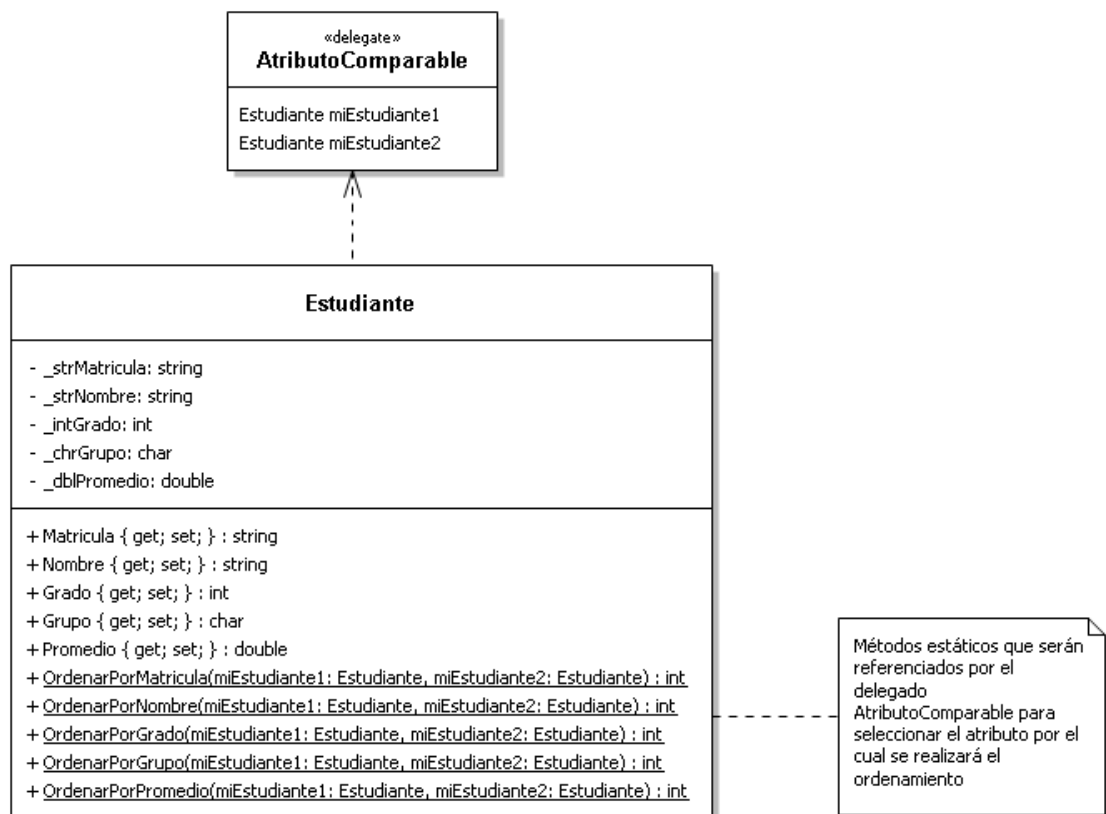 «delegate»
AtributoComparable
Estudiante miEstudiante1
Estudiante miEstudiante2
Estudiante
- _strMatricula: string
- _strNombre: string
- _intGrado: int
- _chrGrupo: char
- _dblPromedio: double
+ Matricula { get; set; } : string
+ Nombre { get; set; } : string
+ Grado { get; set; } : int
+ Grupo { get; set; } : char
+ Promedio { get; set; } : double
+ OrdenarPorMatricula(miEstudiante1: Estudiante, miEstudiante2: Estudiante) : int
+ OrdenarPorNombre(miEstudiante1: Estudiante, miEstudiante2: Estudiante) : int
+ OrdenarPorGrado(miEstudiante1: Estudiante, miEstudiante2: Estudiante) : int
+ OrdenarPorGrupo(miEstudiante1: Estudiante, miEstudiante2: Estudiante) : int
+ OrdenarPorPromedio(miEstudiante1: Estudiante, miEstudiante2: Estudiante) : int
Métodos estáticos que serán
referenciados por el
delegado
AtributoComparable para
seleccionar el atributo por el
cual se realizará el
ordenamiento